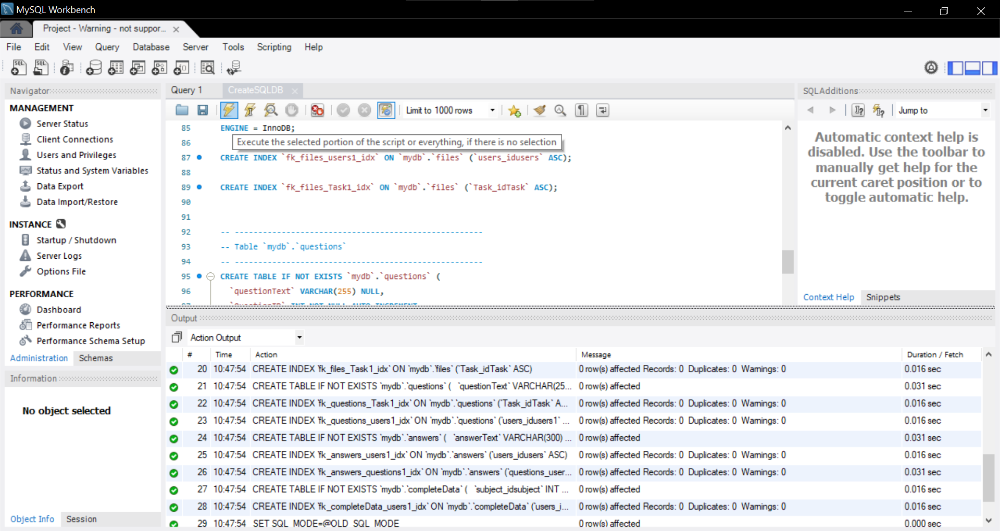 MySQL Workbench
Project - Warning - not suppor...
File Edit View Query Database Server Tools Scripting Help
Navigator
MANAGEMENT
Server Status
Client Connections
Users and Privileges
Status and System Variables
Data Export
Data Import/Restore
INSTANCE
Startup / Shutdown
Server Logs
Options File
PERFORMANCE
Dashboard
Performance Reports
Performance Schema Setup
Administration Schemas
Information
No object selected
Object Info Session
Query 1 CreateSQLDB
Limit to 1000 rows
85 ENGINE = InnoDB;
86
Execute the selected portion of the script or everything, if there is no selection
87 CREATE INDEX `fk_files_users1_idx` ON `mydb`.`files` (`users_idusers` ASC);
88
89 CREATE INDEX `fk_files_Task1_idx` ON `mydb`.`files` (`Task_idTask` ASC);
90
91
92 -- -----------------------------------------------------
93 -- Table `mydb`.`questions`
94 -- -----------------------------------------------------
95 CREATE TABLE IF NOT EXISTS `mydb`.`questions` (
96 `questionText` VARCHAR(255) NULL,
97 `QuestionID` INT NOT NULL AUTO_INCREMENT
SQLAdditions
Jump to
Automatic context help is
disabled. Use the toolbar to
manually get help for the
current caret position or to
toggle automatic help.
Context Help Snippets
Output
Action Output
# Time Action Message Duration / Fetch
20 10:47:54 CREATE INDEX `fk_files_Task1_idx` ON `mydb`.`files` (`Task_idTask` ASC) 0 row(s) affected Records: 0 Duplicates: 0 Warnings: 0 0.016 sec
21 10:47:54 CREATE TABLE IF NOT EXISTS `mydb`.`questions` ( `questionText` VARCHAR(25... 0 row(s) affected 0.031 sec
22 10:47:54 CREATE INDEX `fk_questions_Task1_idx` ON `mydb`.`questions` (`Task_idTask` A... 0 row(s) affected Records: 0 Duplicates: 0 Warnings: 0 0.016 sec
23 10:47:54 CREATE INDEX `fk_questions_users1_idx` ON `mydb`.`questions` (`users_idusers1` ... 0 row(s) affected Records: 0 Duplicates: 0 Warnings: 0 0.016 sec
24 10:47:54 CREATE TABLE IF NOT EXISTS `mydb`.`answers` ( `answerText` VARCHAR(300) ... 0 row(s) affected 0.031 sec
25 10:47:54 CREATE INDEX `fk_answers_users1_idx` ON `mydb`.`answers` (`users_idusers` ASC) 0 row(s) affected Records: 0 Duplicates: 0 Warnings: 0 0.016 sec
26 10:47:54 CREATE INDEX `fk_answers_questions1_idx` ON `mydb`.`answers` (`questions_user... 0 row(s) affected Records: 0 Duplicates: 0 Warnings: 0 0.031 sec
27 10:47:54 CREATE TABLE IF NOT EXISTS `mydb`.`completeData` ( `subject_idsubject` INT ... 0 row(s) affected 0.016 sec
28 10:47:54 CREATE INDEX `fk_completeData_users1_idx` ON `mydb`.`completeData` (`users_i... 0 row(s) affected Records: 0 Duplicates: 0 Warnings: 0 0.016 sec
29 10:47:54 SET SQL_MODE=@OLD_SQL_MODE 0 row(s) affected 0.000 sec